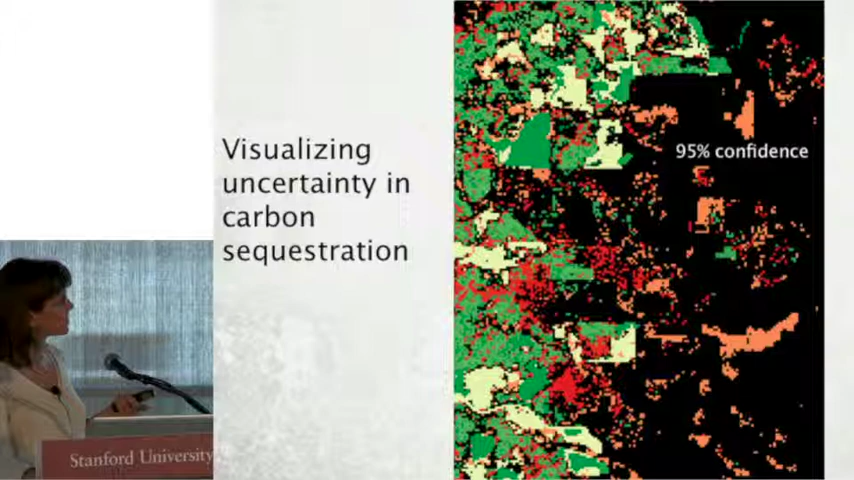 Visualizing
uncertainty in
carbon
sequestration
95% confidence
Stanford University